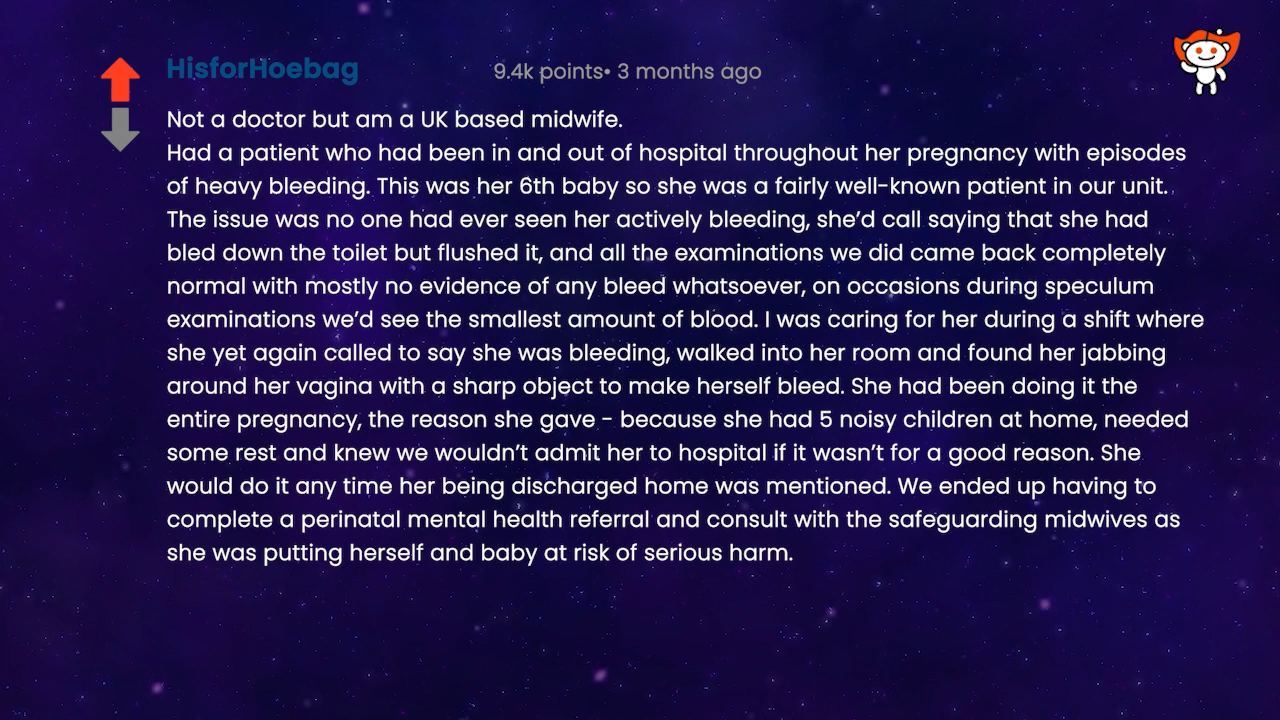 HisforHoebag 9.4k points• 3 months ago
Not a doctor but am a UK based midwife.
Had a patient who had been in and out of hospital throughout her pregnancy with episodes
of heavy bleeding. This was her 6th baby so she was a fairly well-known patient in our unit.
The issue was no one had ever seen her actively bleeding, she’d call saying that she had
bled down the toilet but flushed it, and all the examinations we did came back completely
normal with mostly no evidence of any bleed whatsoever, on occasions during speculum
examinations we’d see the smallest amount of blood. I was caring for her during a shift where
she yet again called to say she was bleeding, walked into her room and found her jabbing
around her vagina with a sharp object to make herself bleed. She had been doing it the
entire pregnancy, the reason she gave - because she had 5 noisy children at home, needed
some rest and knew we wouldn’t admit her to hospital if it wasn’t for a good reason. She
would do it any time her being discharged home was mentioned. We ended up having to
complete a perinatal mental health referral and consult with the safeguarding midwives as
she was putting herself and baby at risk of serious harm.